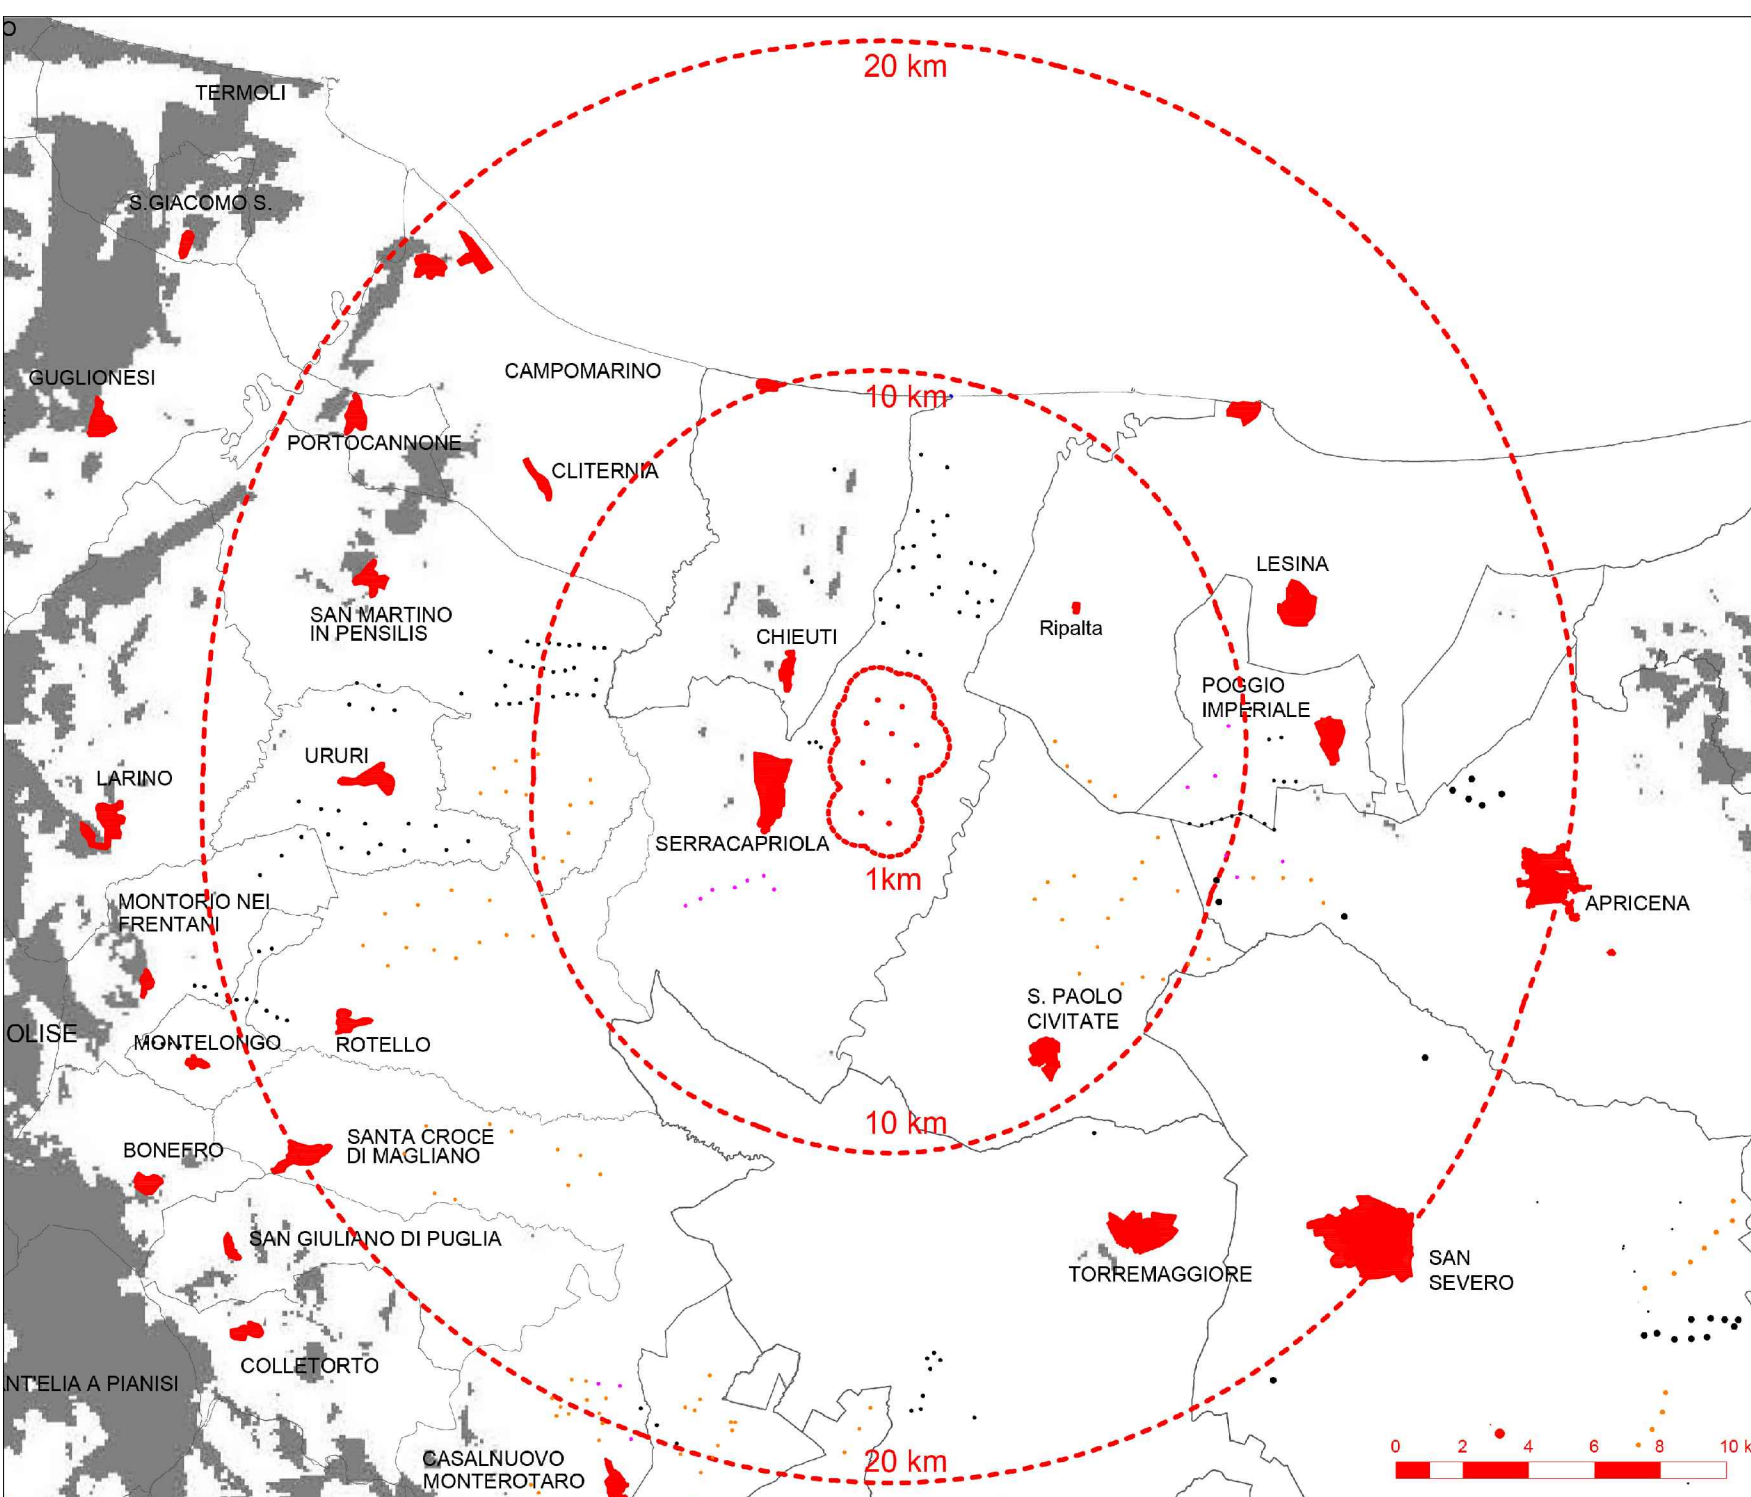 O
20 km
TERMOLI
S.GIACOMO S.
GUGLIONESI
CAMPOMARINO
10 km
PORTOCANNONE
CLITERNIA
LESINA
SAN MARTINO
IN PENSILIS
CHIEUTI
Ripalta
POGGIO
IMPERIALE
URURI
LARINO
SERRACAPRIOLA
1km
MONTORIO NEI
FRENTANI
APRICENA
S. PAOLO
CIVITATE
OLISE
MONTELONGO
ROTELLO
10 km
SANTA CROCE
DI MAGLIANO
BONEFRO
SAN GIULIANO DI PUGLIA
TORREMAGGIORE
SAN
SEVERO
COLLETORTO
ANT'ELIA A PIANISI
20 km
CASALNUOVO
MONTEROTARO
0 2 4 6 8 10 k